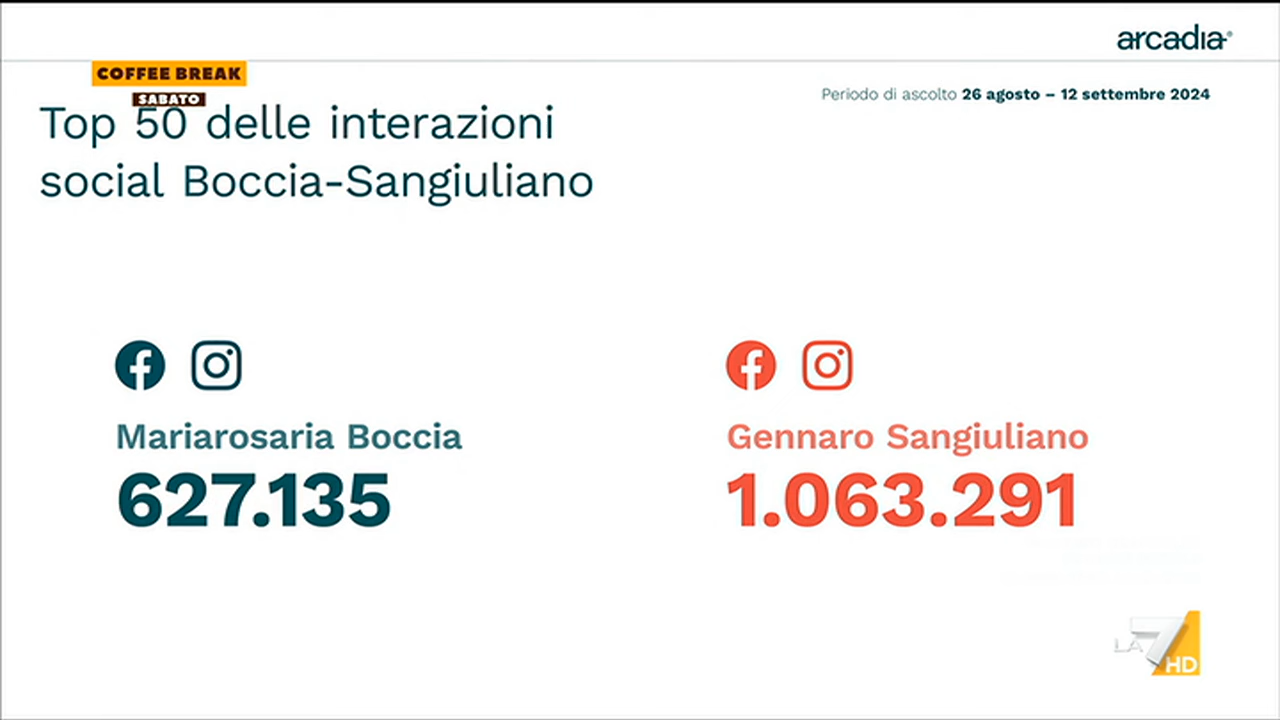 arcadia
COFFEE BREAK
SABATO
Periodo di ascolto 26 agosto – 12 settembre 2024
Top 50 delle interazioni
social Boccia-Sangiuliano
Mariarosaria Boccia
627.135
Gennaro Sangiuliano
1.063.291
LA7
HD